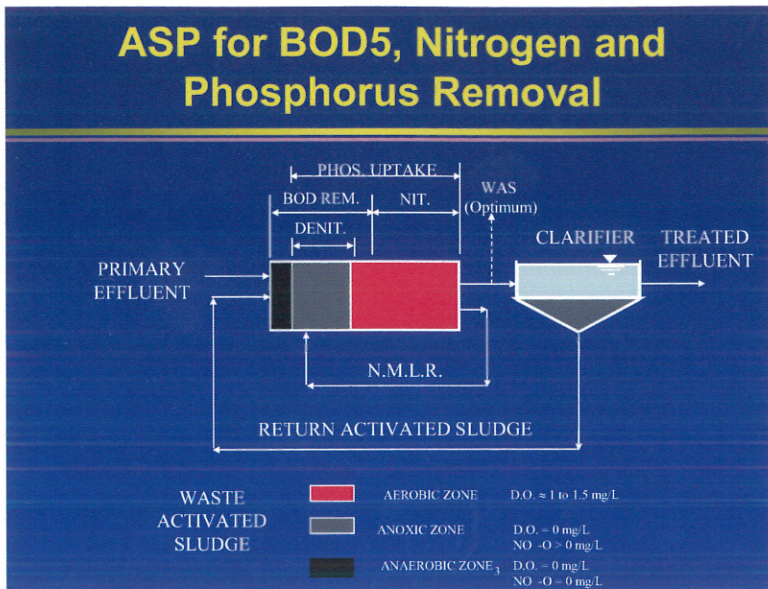 ASP for BOD5, Nitrogen and
Phosphorus Removal
PHOS. UPTAKE
BOD REM.
NIT.
DENIT.
WAS
(Optimum)
CLARIFIER
TREATED
EFFLUENT
PRIMARY
EFFLUENT
N.M.L.R.
RETURN ACTIVATED SLUDGE
WASTE
ACTIVATED
SLUDGE
AEROBIC ZONE D.O. ≈ 1 to 1.5 mg/L
ANOXIC ZONE D.O. = 0 mg/L
NO -O > 0 mg/L
ANAEROBIC ZONE₃ D.O. = 0 mg/L
NO -O = 0 mg/L